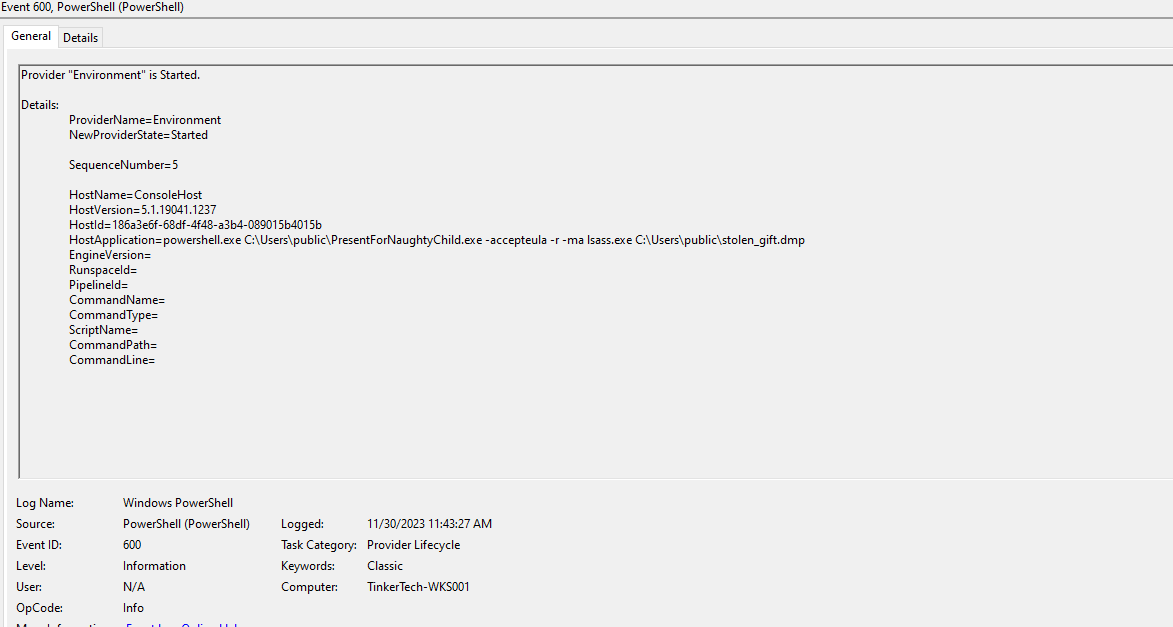 Event 600, PowerShell (PowerShell)
General Details
Provider "Environment" is Started.
Details:
ProviderName=Environment
NewProviderState=Started
SequenceNumber=5
HostName=ConsoleHost
HostVersion=5.1.19041.1237
HostId=186a3e6f-68df-4f48-a3b4-089015b4015b
HostApplication=powershell.exe C:\Users\public\PresentForNaughtyChild.exe -accepteula -r -ma lsass.exe C:\Users\public\stolen_gift.dmp
EngineVersion=
RunspaceId=
PipelineId=
CommandName=
CommandType=
ScriptName=
CommandPath=
CommandLine=
Log Name: Windows PowerShell
Source: PowerShell (PowerShell) Logged: 11/30/2023 11:43:27 AM
Event ID: 600 Task Category: Provider Lifecycle
Level: Information Keywords: Classic
User: N/A Computer: TinkerTech-WKS001
OpCode: Info